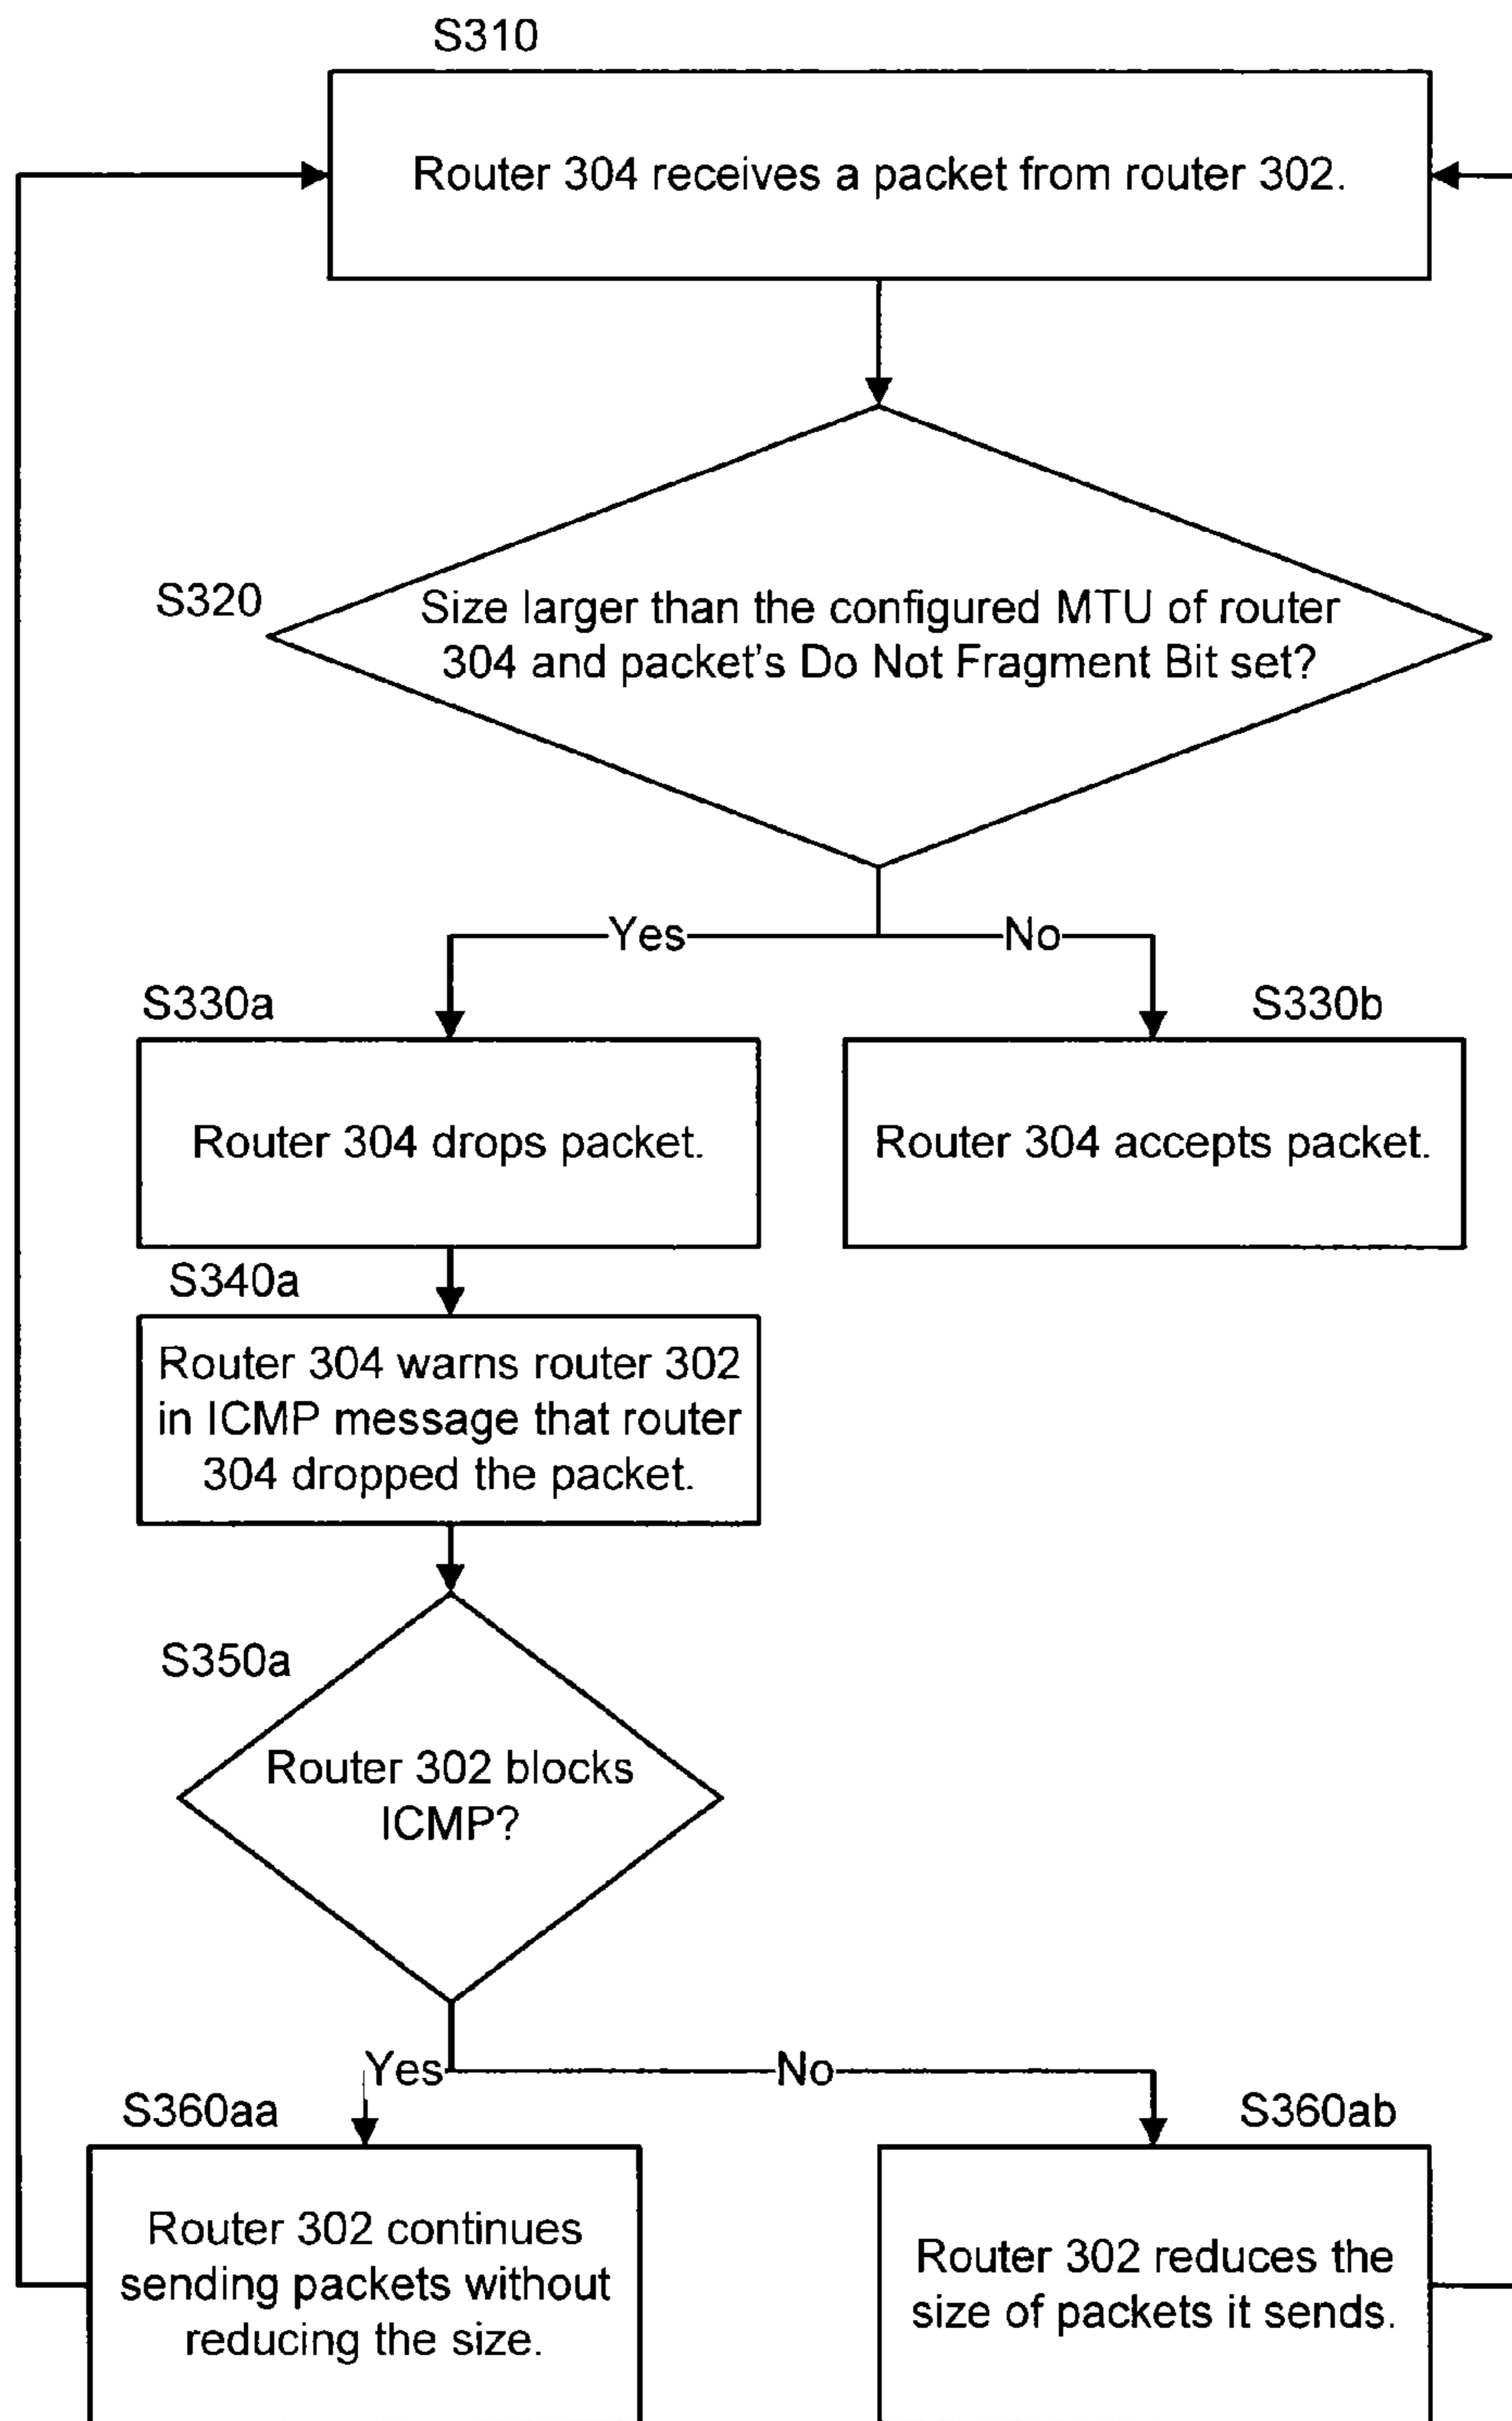 S310
Router 304 receives a packet from router 302.
S320
Size larger than the configured MTU of router
304 and packet's Do Not Fragment Bit set?
Yes
No
S330a
S330b
Router 304 drops packet.
Router 304 accepts packet.
S340a
Router 304 warns router 302
in ICMP message that router
304 dropped the packet.
S350a
Router 302 blocks
ICMP?
Yes
No
S360aa
S360ab
Router 302 continues
sending packets without
reducing the size.
Router 302 reduces the
size of packets it sends.